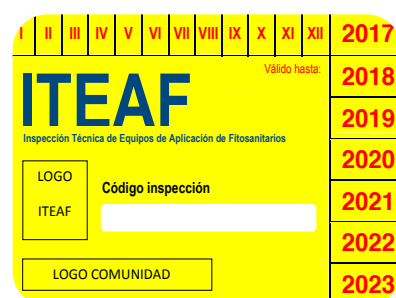 I II III IV V VI VII VIII IX X XI XII 2017
Válido hasta: 2018
ITEAF
2019
Inspección Técnica de Equipos de Aplicación de Fitosanitarios
2020
LOGO
ITEAF
Código inspección
2021
2022
LOGO COMUNIDAD
2023